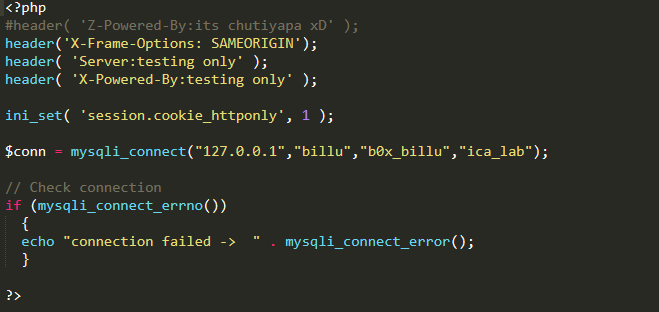 <?php
#header( 'Z-Powered-By:its chutiyapa xD' );
header('X-Frame-Options: SAMEORIGIN');
header( 'Server:testing only' );
header( 'X-Powered-By:testing only' );
ini_set( 'session.cookie_httponly', 1 );
$conn = mysqli_connect("127.0.0.1","billu","b0x_billu","ica_lab");
// Check connection
if (mysqli_connect_errno())
{
echo "connection failed ->  " . mysqli_connect_error();
}
?>